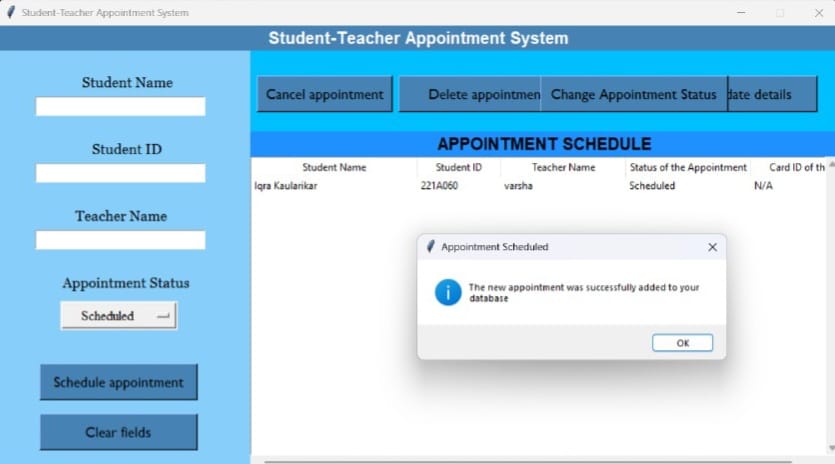 Student-Teacher Appointment System
Student-Teacher Appointment System
Student Name
Student ID
Teacher Name
Appointment Status
Scheduled
Schedule appointment
Clear fields
Cancel appointment Delete appointmen Change Appointment Status date details
APPOINTMENT SCHEDULE
Student Name Student ID Teacher Name Status of the Appointment Card ID of th
Iqra Kaularikar 221A060 varsha Scheduled N/A
Appointment Scheduled
The new appointment was successfully added to your
database
OK